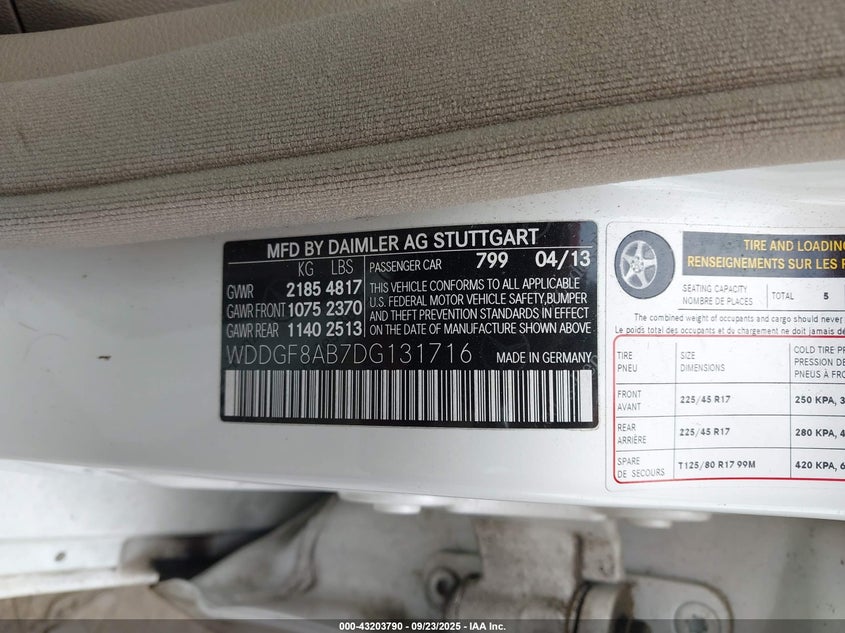 MFD BY DAIMLER AG STUTTGART
KG LBS
GVWR 2185 4817
GAWR FRONT 1075 2370
GAWR REAR 1140 2513
PASSENGER CAR 799 04/13
THIS VEHICLE CONFORMS TO ALL APPLICABLE
U.S. FEDERAL MOTOR VEHICLE SAFETY, BUMPER
AND THEFT PREVENTION STANDARDS IN EFFECT
ON THE DATE OF MANUFACTURE SHOWN ABOVE
WDDGF8AB7DG131716 MADE IN GERMANY
TIRE AND LOADING
RENSEIGNEMENTS SUR LES
SEATING CAPACITY
NOMBRE DE PLACES
TOTAL 5
The combined weight of occupants and cargo should never
Le poids total des occupants et du chargement ne doit jamais
TIRE
PNEU
SIZE
DIMENSIONS
COLD TIRE
PRESSION
PNEUS À
FRONT
AVANT
225/45 R17
250 KPA,
REAR
ARRIÈRE
225/45 R17
280 KPA,
SPARE
DE SECOURS
T125/80 R17 99M
420 KPA,
000-43203790 - 09/23/2025 - IAA Inc.